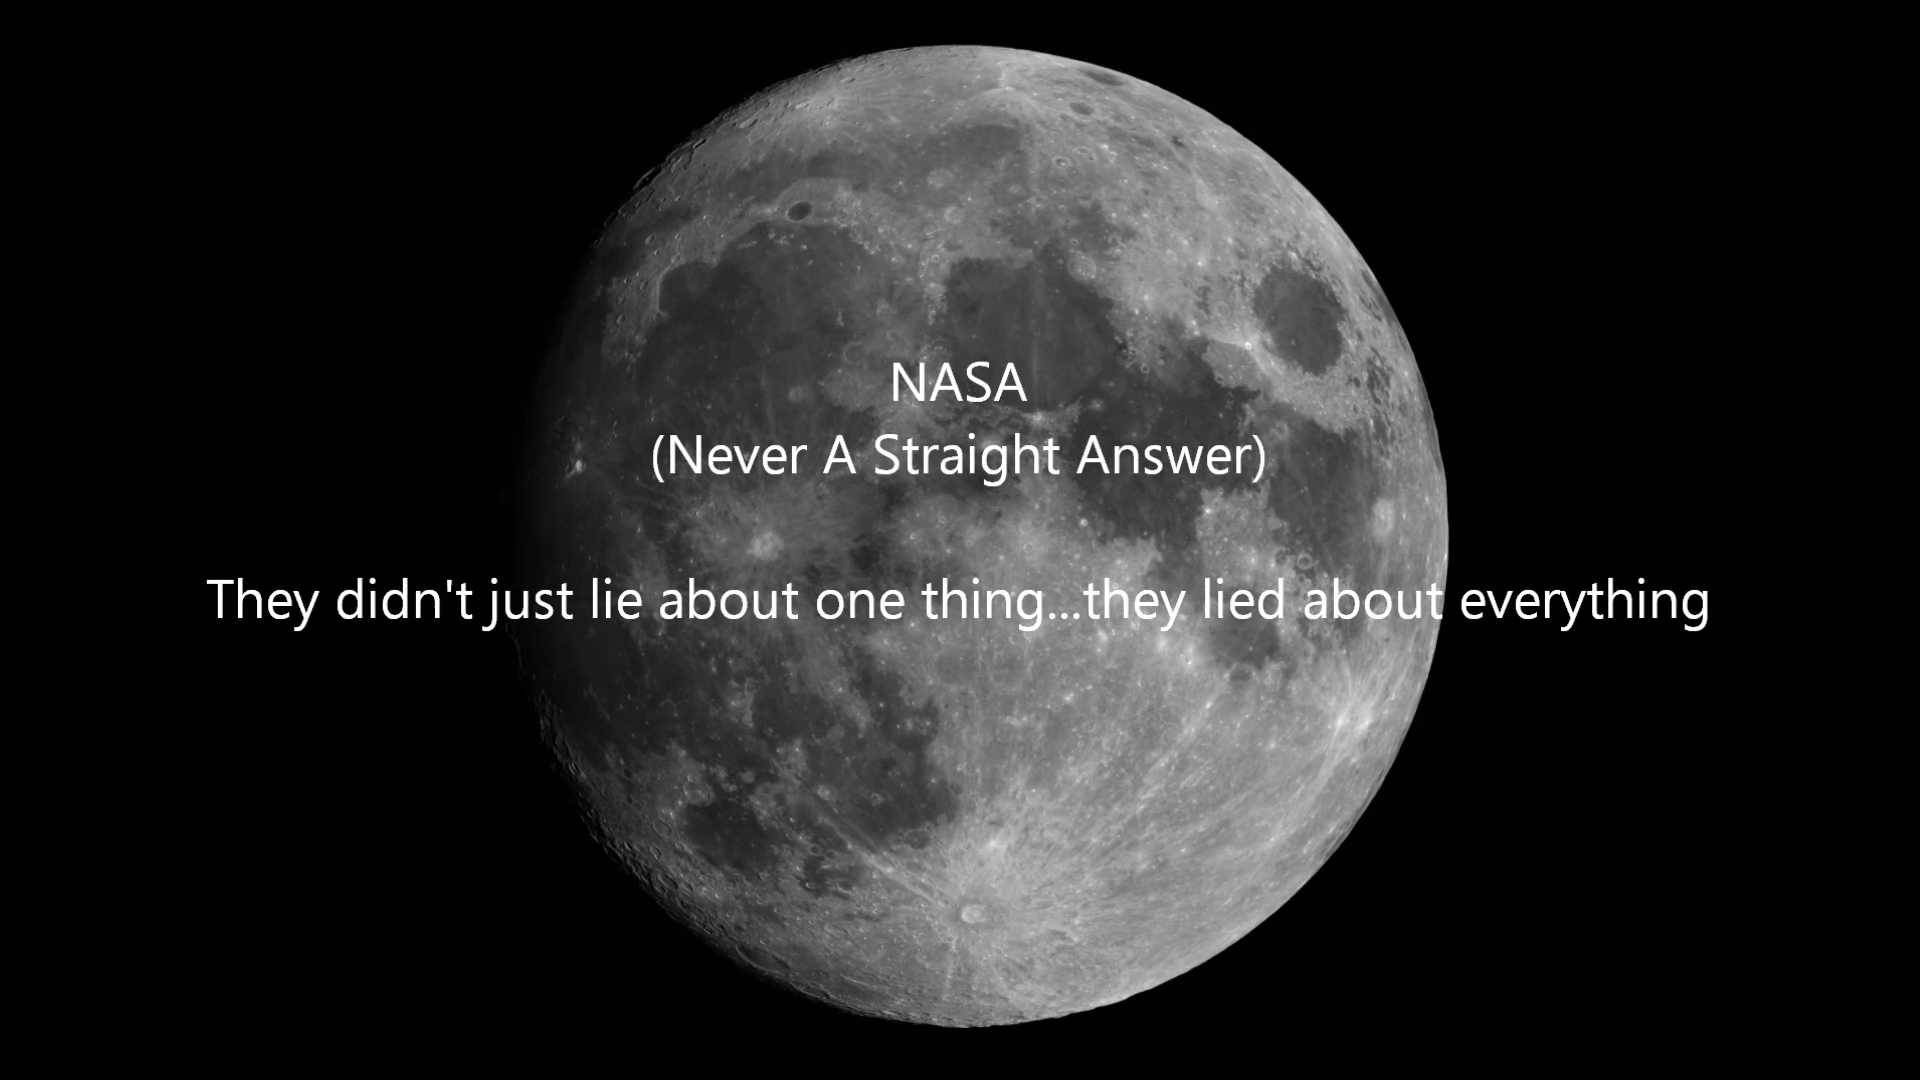 NASA
(Never A Straight Answer)
They didn't just lie about one thing...they lied about everything